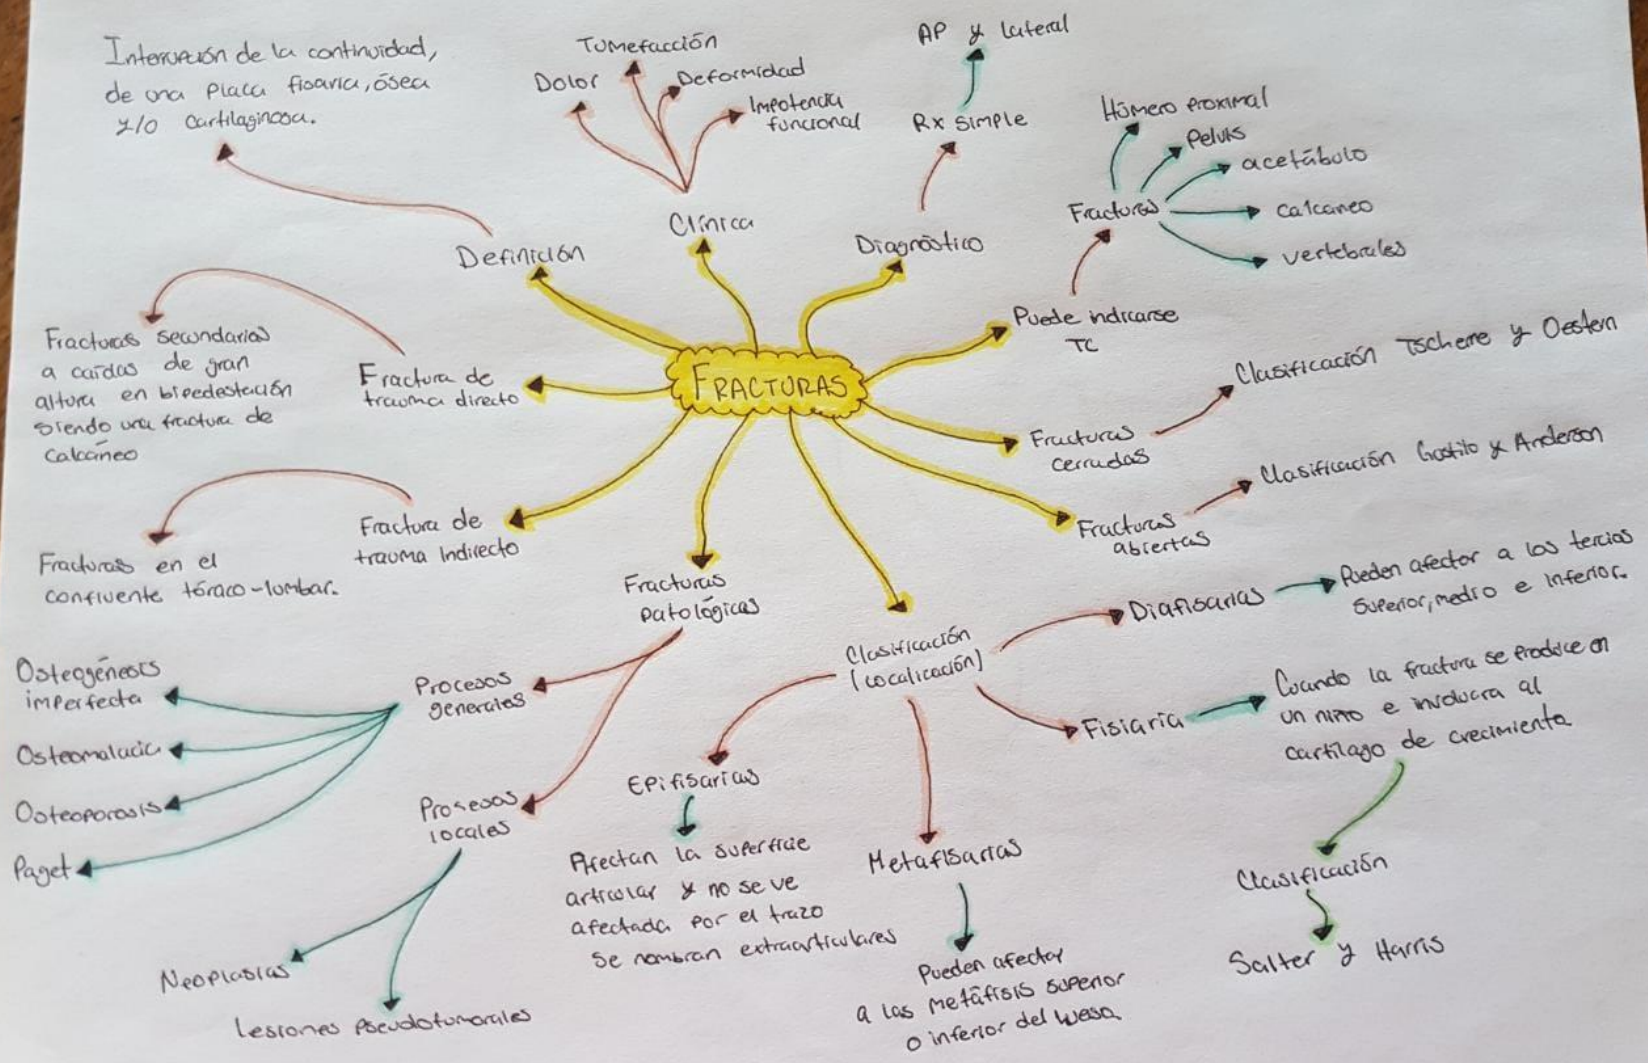 Interrupción de la continuidad,
de una placa fisaria, ósea
y/o cartilaginosa.
Definición
Tumefacción
Dolor
Deformidad
Impotencia
funcional
Clínica
AP y lateral
Rx simple
Diagnóstico
Húmero proximal
Pelvis
acetábulo
calcaneo
vertebrales
Fracturas
Puede indicarse
TC
FRACTURAS
Fracturas secundarias
a caídas de gran
altura en bipedestación
siendo una fractura de
calcáneo
Fractura de
trauma directo
Fracturas
cerradas
Clasificación Tscherne y Oestern
Fracturas
abiertas
Clasificación Gostilo y Anderson
Fracturas en el
confluente tóraco-lumbar.
Fractura de
trauma Indirecto
Fracturas
patológicas
Procesos
generales
Osteogénesis
imperfecta
Osteomalacia
Osteoporosis
Paget
Prosesos
locales
Neoplasias
Lesiones pseudotumorales
Clasificación
(Localización)
Diafisarias
Pueden afector a los tercios
superior, medio e inferior.
Fisiaria
Cuando la fractura se produce en
un niño e involucra al
cartílago de crecimiento
Clasificación
Salter y Harris
Epifisarias
Afectan la superficie
articular y no se ve
afectada por el trazo
se nombran extraarticulares
Metafisarias
Pueden afectar
a las metáfisis superior
o inferior del hueso